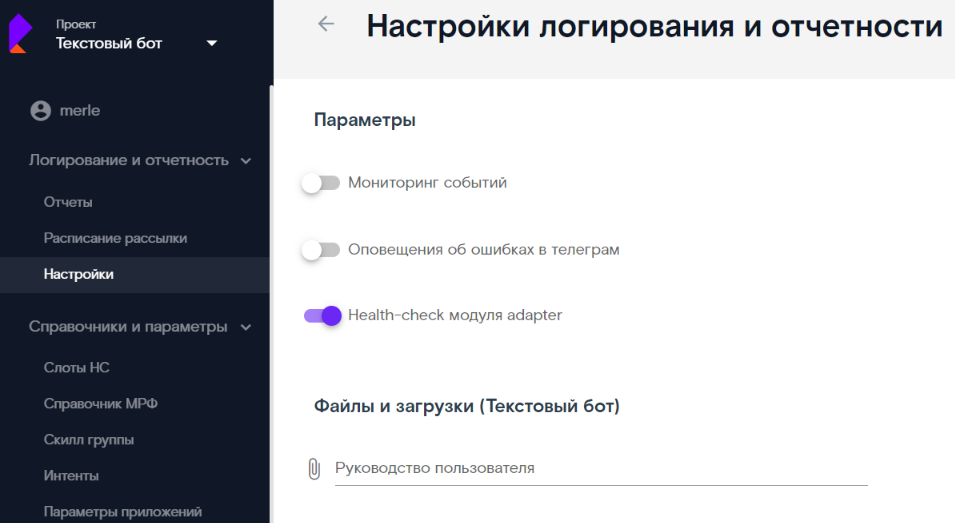 Проект
Текстовый бот
merle
Логирование и отчетность
Отчеты
Расписание рассылки
Настройки
Справочники и параметры
Слоты НС
Справочник МРФ
Скилл группы
Интенты
Параметры приложений
Настройки логирования и отчетности
Параметры
Мониторинг событий
Оповещения об ошибках в телеграм
Health-check модуля adapter
Файлы и загрузки (Текстовый бот)
Руководство пользователя